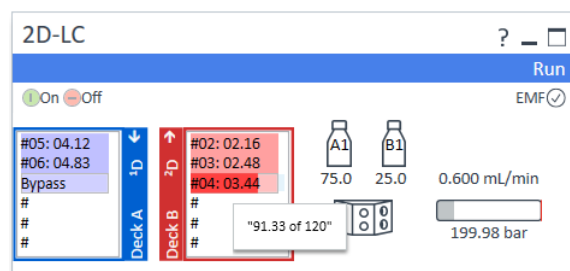 2D-LC ?
Run
On Off EMF
#05: 04.12
#06: 04.83
Bypass
#
#
#
1D
Deck A
2D
Deck B
#02: 02.16
#03: 02.48
#04: 03.44
#
#
#
"91.33 of 120"
A1 B1
75.0 25.0 0.600 mL/min
199.98 bar